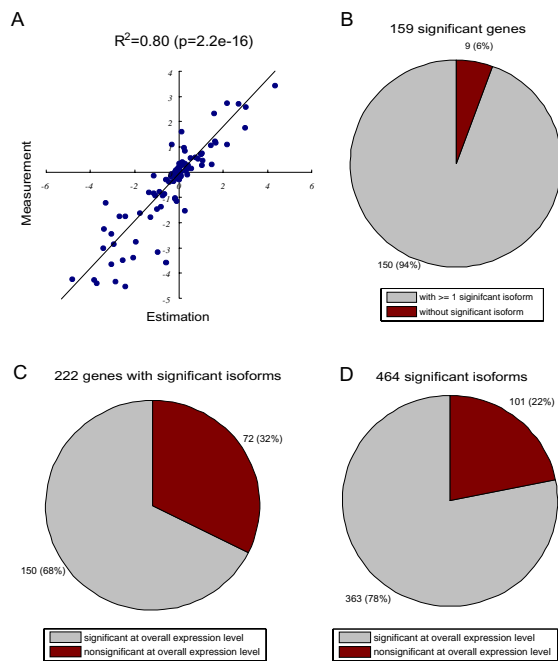 A
R²=0.80 (p=2.2e-16)
4
3
2
1
0
-6 -4 -2 0 2 4 6
-1
-2
-3
-4
-5
Measurement
Estimation
B
159 significant genes
9 (6%)
150 (94%)
with >= 1 siginifcant isoform
without significant isoform
C
222 genes with significant isoforms
72 (32%)
150 (68%)
significant at overall expression level
nonsignificant at overall expression level
D
464 significant isoforms
101 (22%)
363 (78%)
significant at overall expression level
nonsignificant at overall expression level